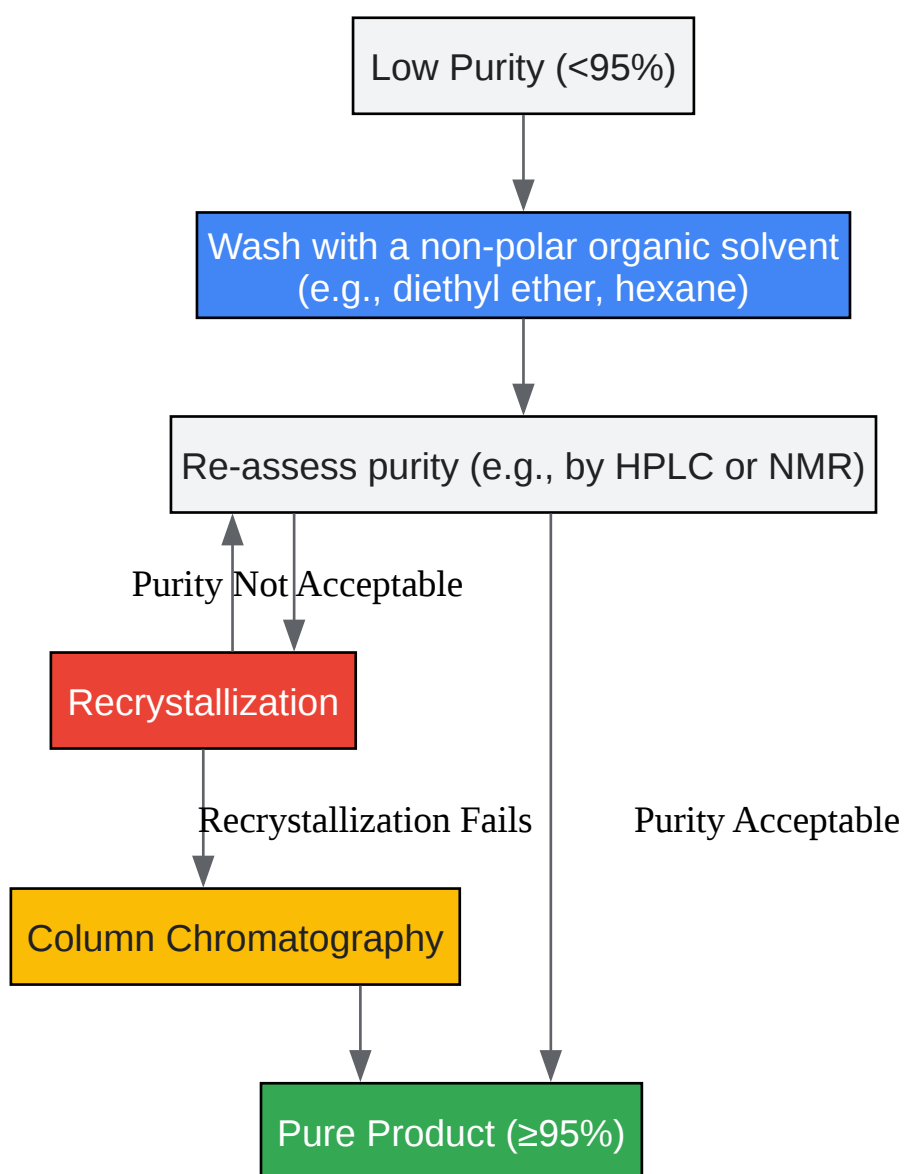 Low Purity (<95%)
Wash with a non-polar organic solvent
(e.g., diethyl ether, hexane)
Re-assess purity (e.g., by HPLC or NMR)
Purity Not Acceptable
Recrystallization
Recrystallization Fails
Purity Acceptable
Column Chromatography
Pure Product (≥95%)